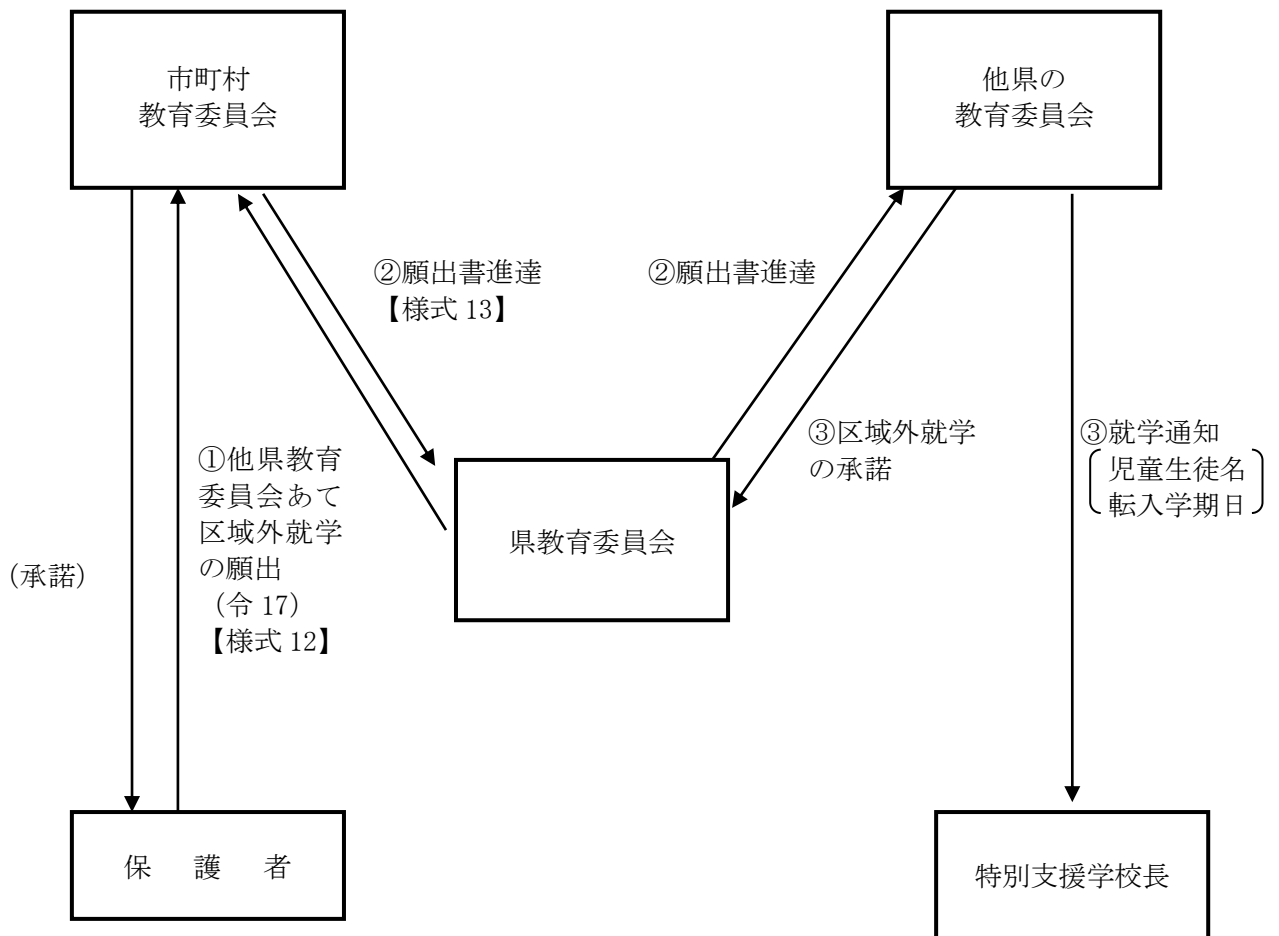 市町村
教育委員会
他県の
教育委員会
②願出書進達
【様式 13】
②願出書進達
①他県教育
委員会あて
区域外就学
の願出
（令 17）
【様式 12】
(承諾)
③区域外就学
の承諾
③就学通知
児童生徒名
転入学期日
県教育委員会
保　護　者
特別支援学校長